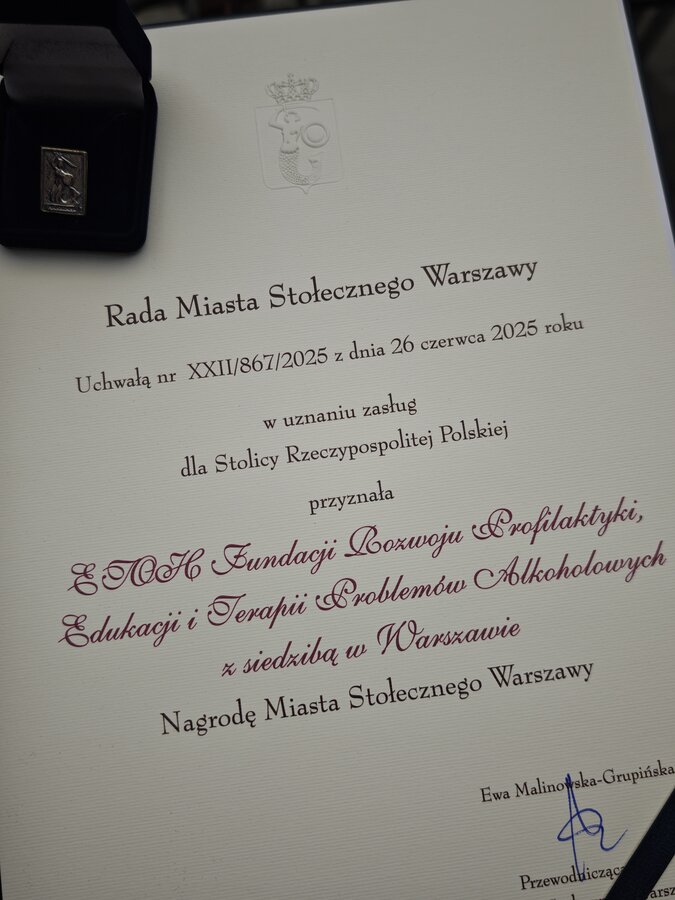 Rada Miasta Stołecznego Warszawy
Uchwałą nr XXII/867/2025 z dnia 26 czerwca 2025 roku
w uznaniu zasług
dla Stolicy Rzeczypospolitej Polskiej
przyznała
ETOH Fundacji Rozwoju Profilaktyki,
Edukacji i Terapii Problemów Alkoholowych
z siedzibą w Warszawie
Nagrodę Miasta Stołecznego Warszawy
Ewa Malinowska-Grupińska
Przewodnicząca